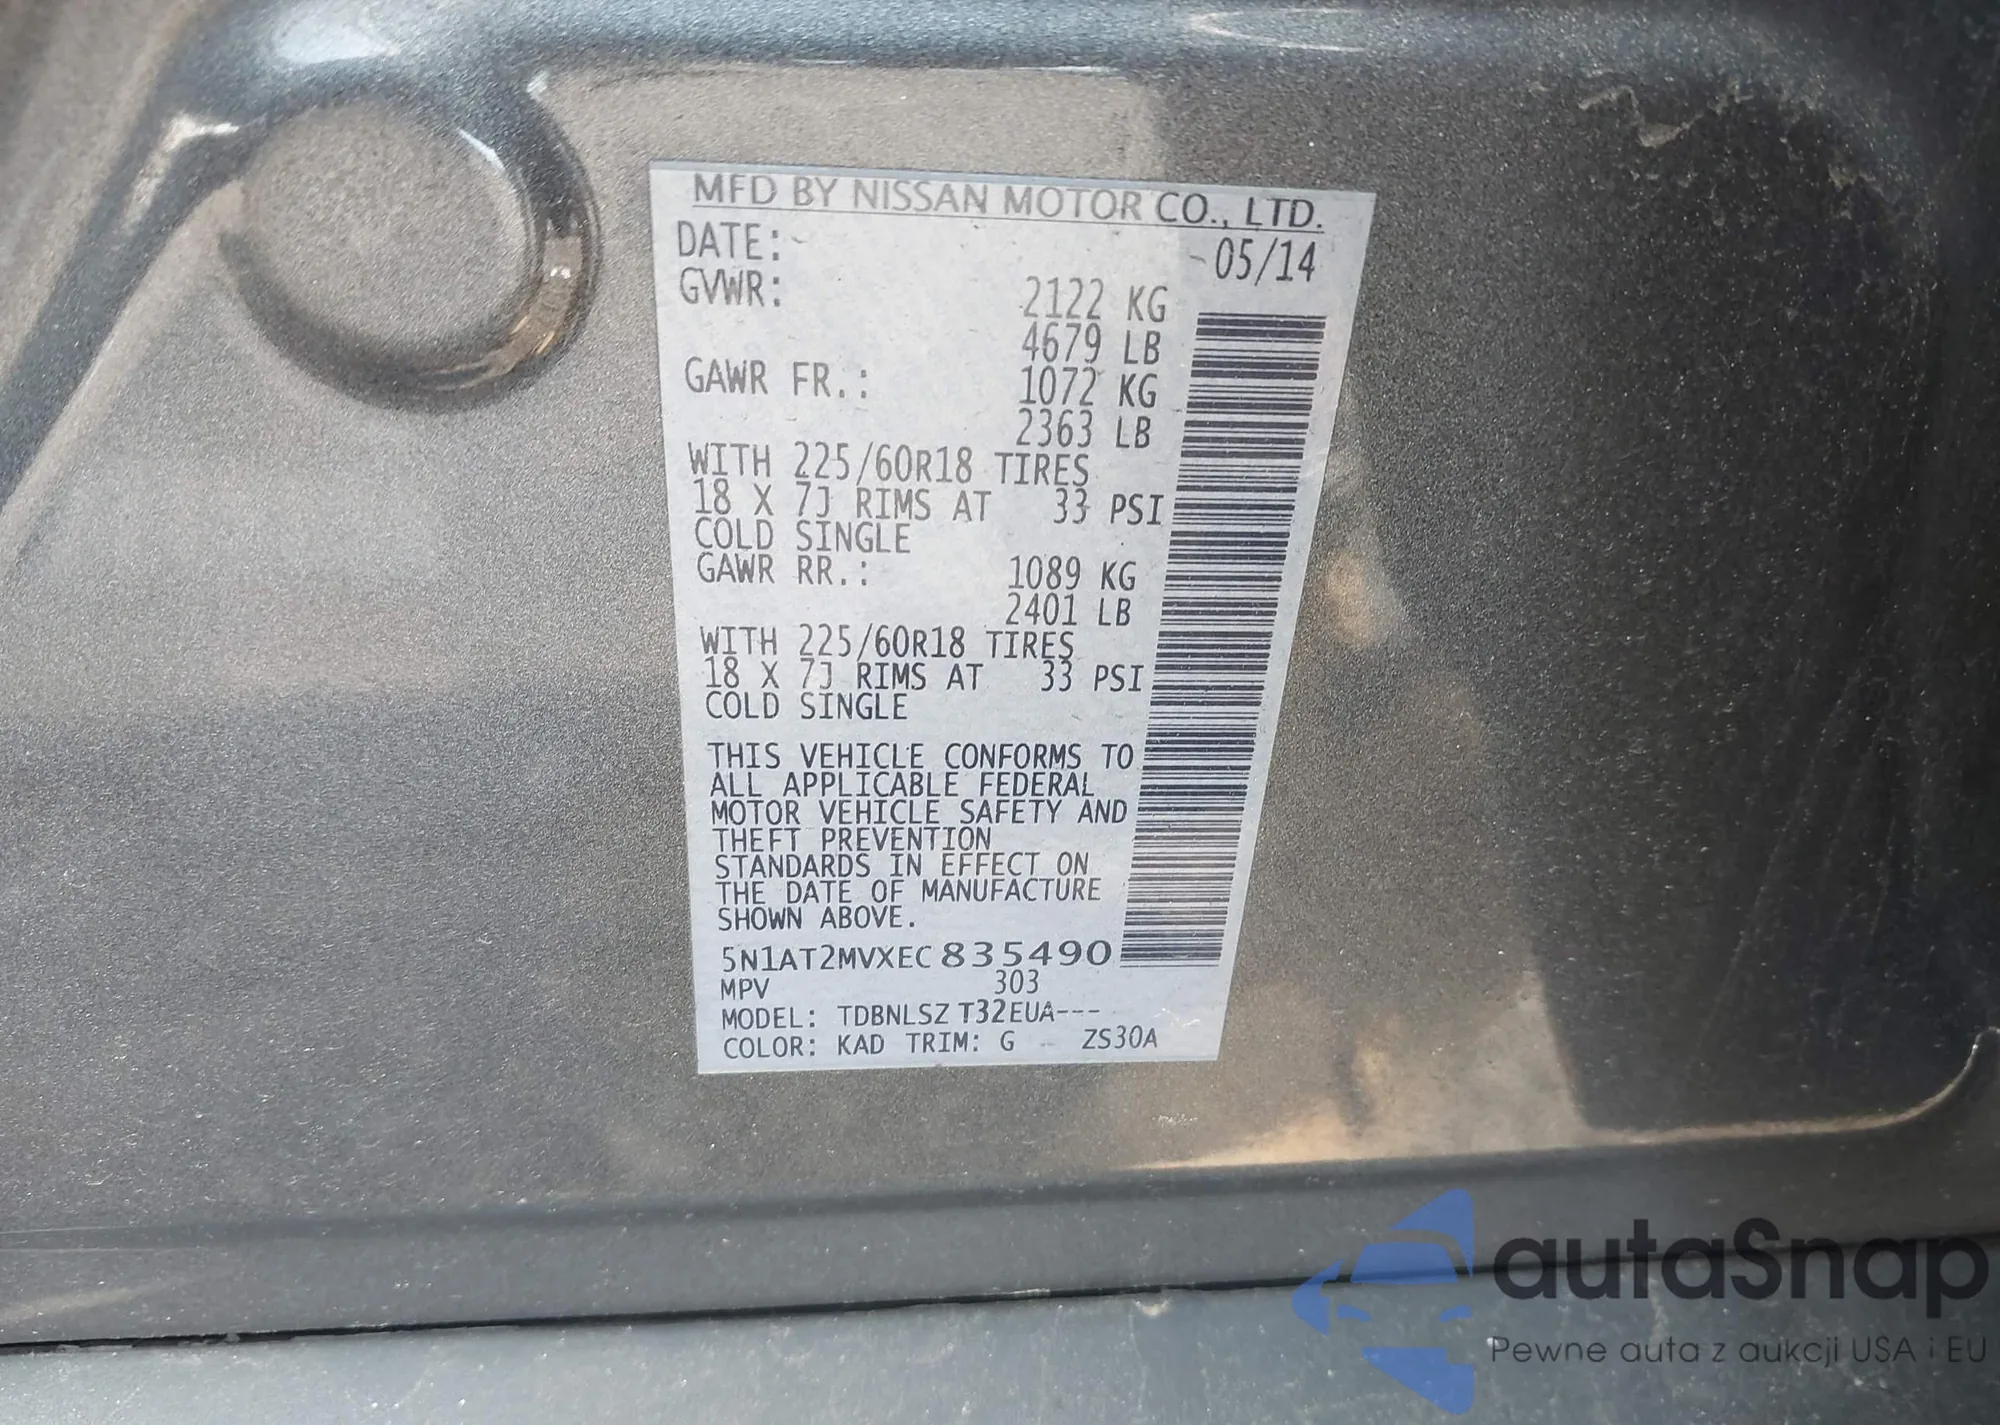 MFD BY NISSAN MOTOR CO., LTD.
DATE: 05/14
GVWR: 2122 KG
4679 LB
GAWR FR.: 1072 KG
2363 LB
WITH 225/60R18 TIRES
18 X 7J RIMS AT 33 PSI
COLD SINGLE
GAWR RR.: 1089 KG
2401 LB
WITH 225/60R18 TIRES
18 X 7J RIMS AT 33 PSI
COLD SINGLE
THIS VEHICLE CONFORMS TO
ALL APPLICABLE FEDERAL
MOTOR VEHICLE SAFETY AND
THEFT PREVENTION
STANDARDS IN EFFECT ON
THE DATE OF MANUFACTURE
SHOWN ABOVE.
5N1AT2MVXEC835490
MPV 303
MODEL: TDBNLSZ T32EUA---
COLOR: KAD TRIM: G ZS30A
autaSnap
Pewne auta z aukcji USA i EU